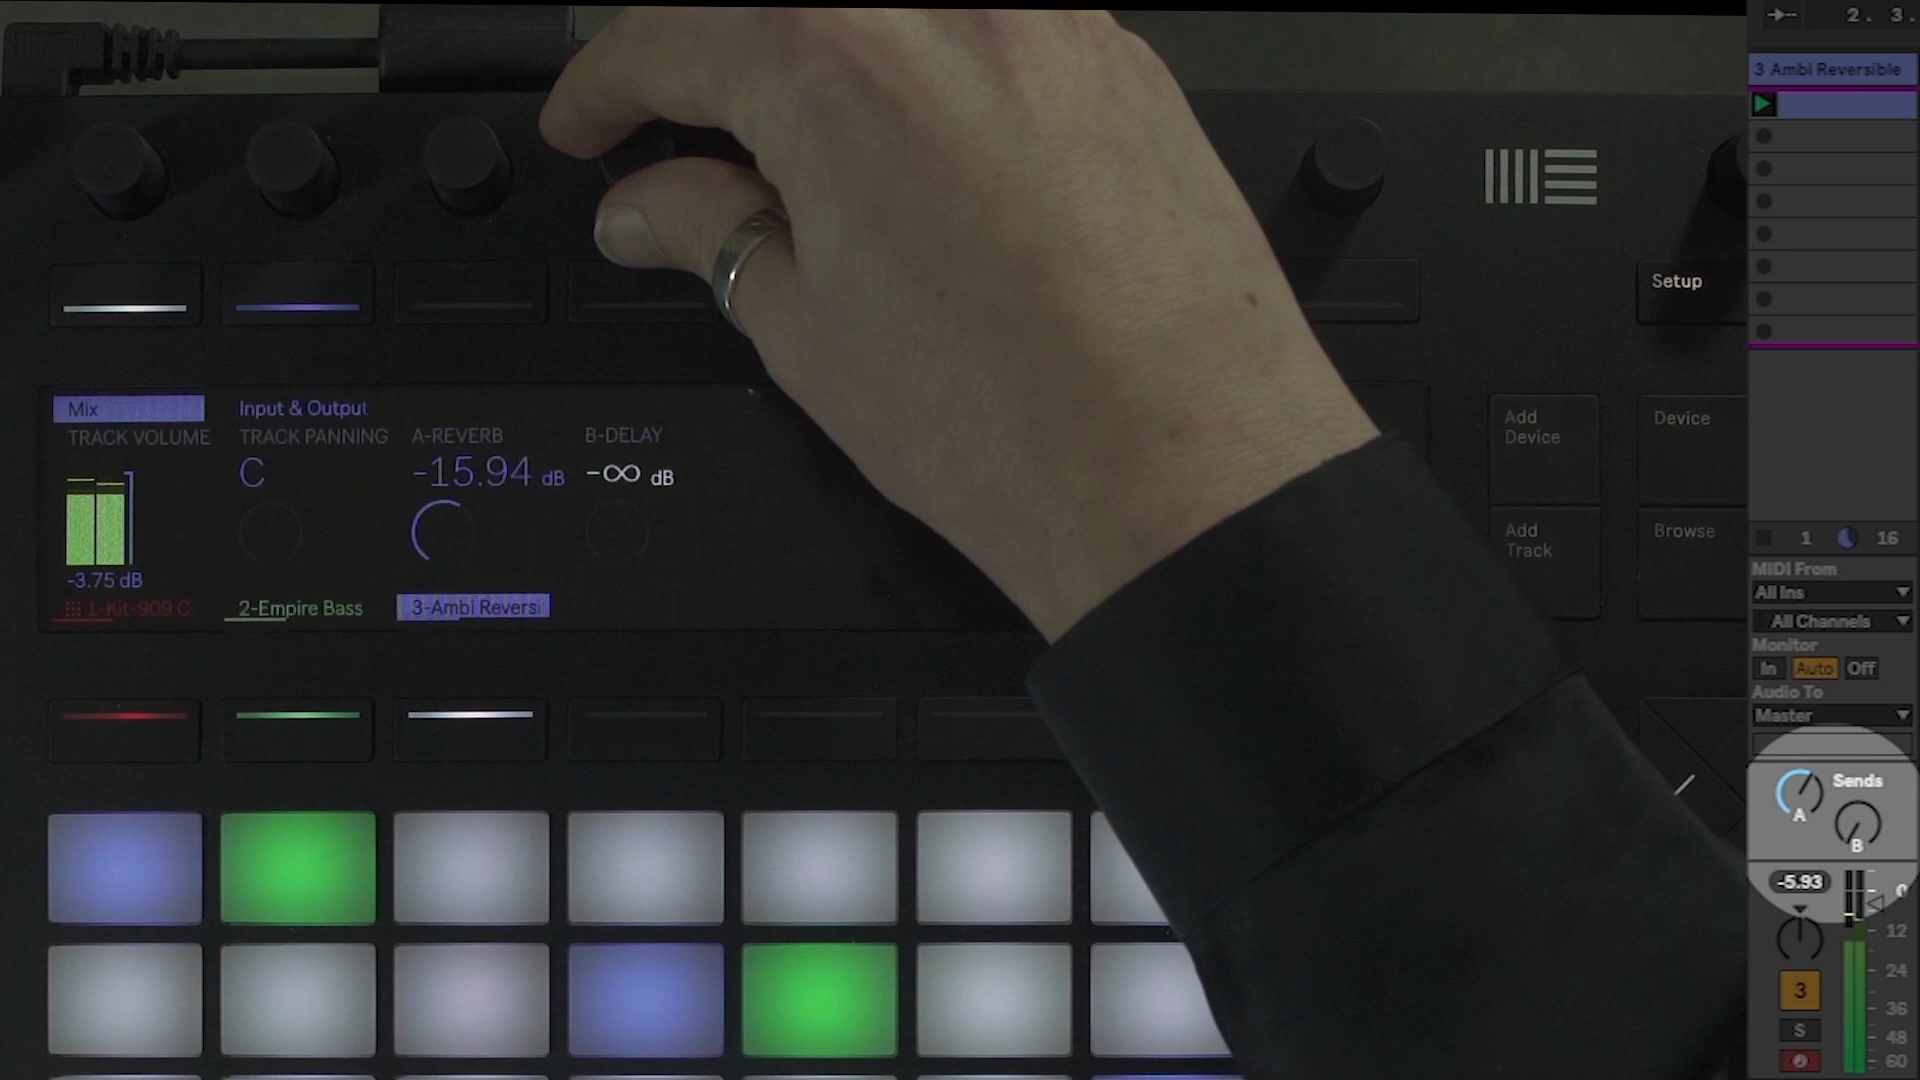 2. 3.
3 Ambi Reversible
Setup
Mix
Input & Output
TRACK VOLUME
TRACK PANNING
A-REVERB
B-DELAY
C
-15.94 dB
-∞ dB
-3.75 dB
1-Kit-909 C
2-Empire Bass
3-Ambi Reversi
Add
Device
Device
Add
Track
Browse
1
16
MIDI From
All Ins
All Channels
Monitor
In
Auto
Off
Audio To
Master
Sends
A
B
-5.93
0
12
24
36
48
60
3
S